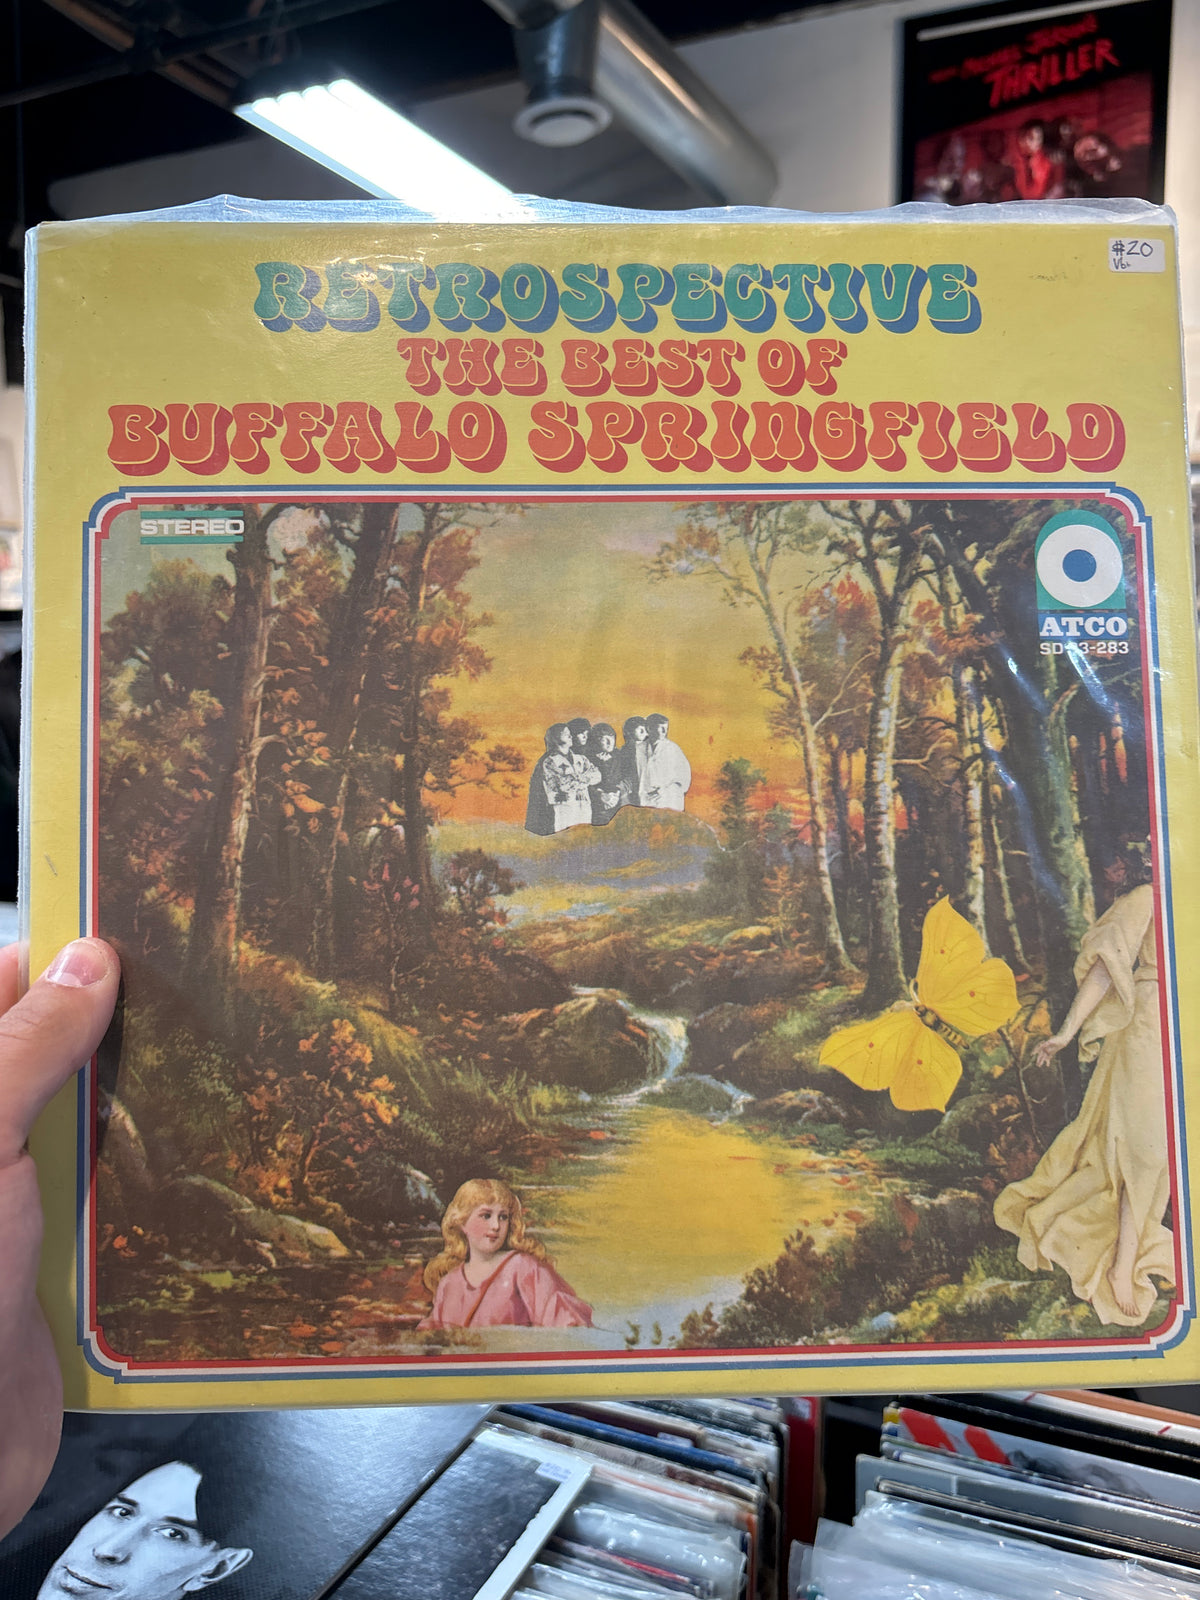 THRILLER
$20
RETROSPECTIVE
THE BEST OF
BUFFALO SPRINGFIELD
STEREO
ATCO